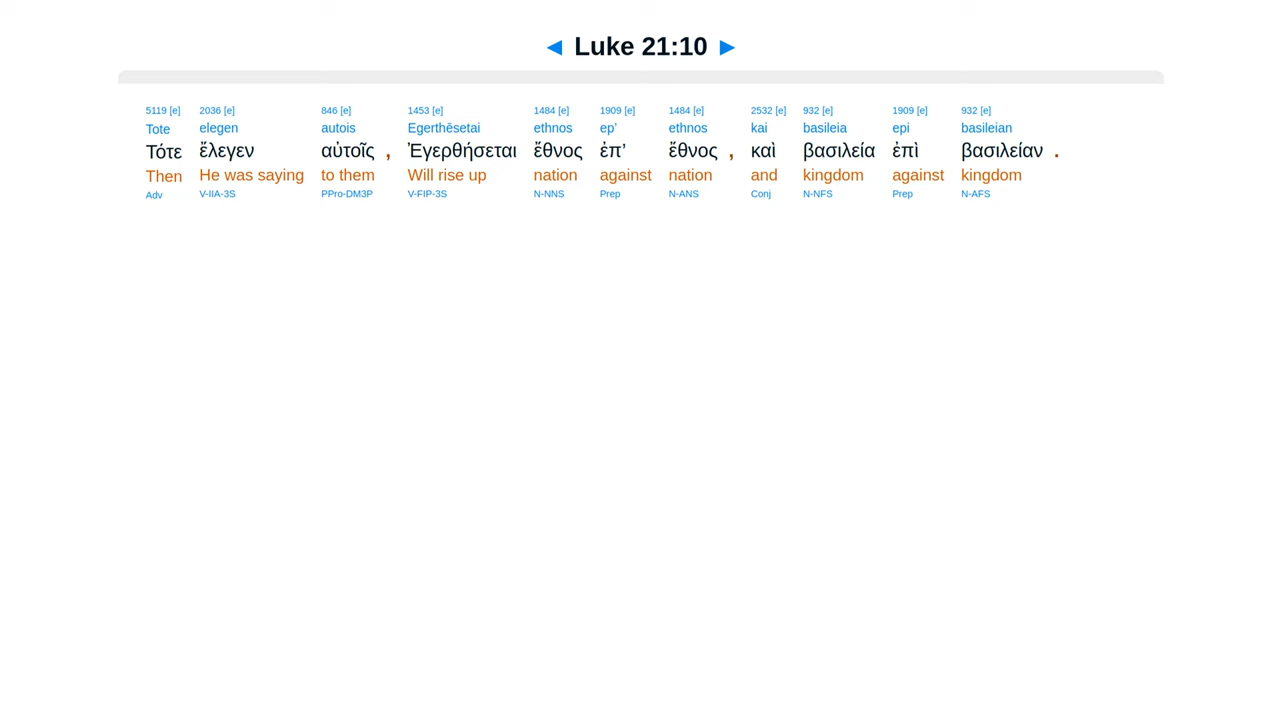 ◄ Luke 21:10 ►
5119 [e] 2036 [e] 846 [e] 1453 [e] 1484 [e] 1909 [e] 1484 [e] 2532 [e] 932 [e] 1909 [e] 932 [e]
Tote elegen autois Egerthēsetai ethnos ep’ ethnos kai basileia epi basileian
Τότε ἔλεγεν αὐτοῖς , Ἐγερθήσεται ἔθνος ἐπ’ ἔθνος , καὶ βασιλεία ἐπὶ βασιλείαν .
Then He was saying to them Will rise up nation against nation and kingdom against kingdom
Adv V-IIA-3S PPro-DM3P V-FIP-3S N-NNS Prep N-ANS Conj N-NFS Prep N-AFS